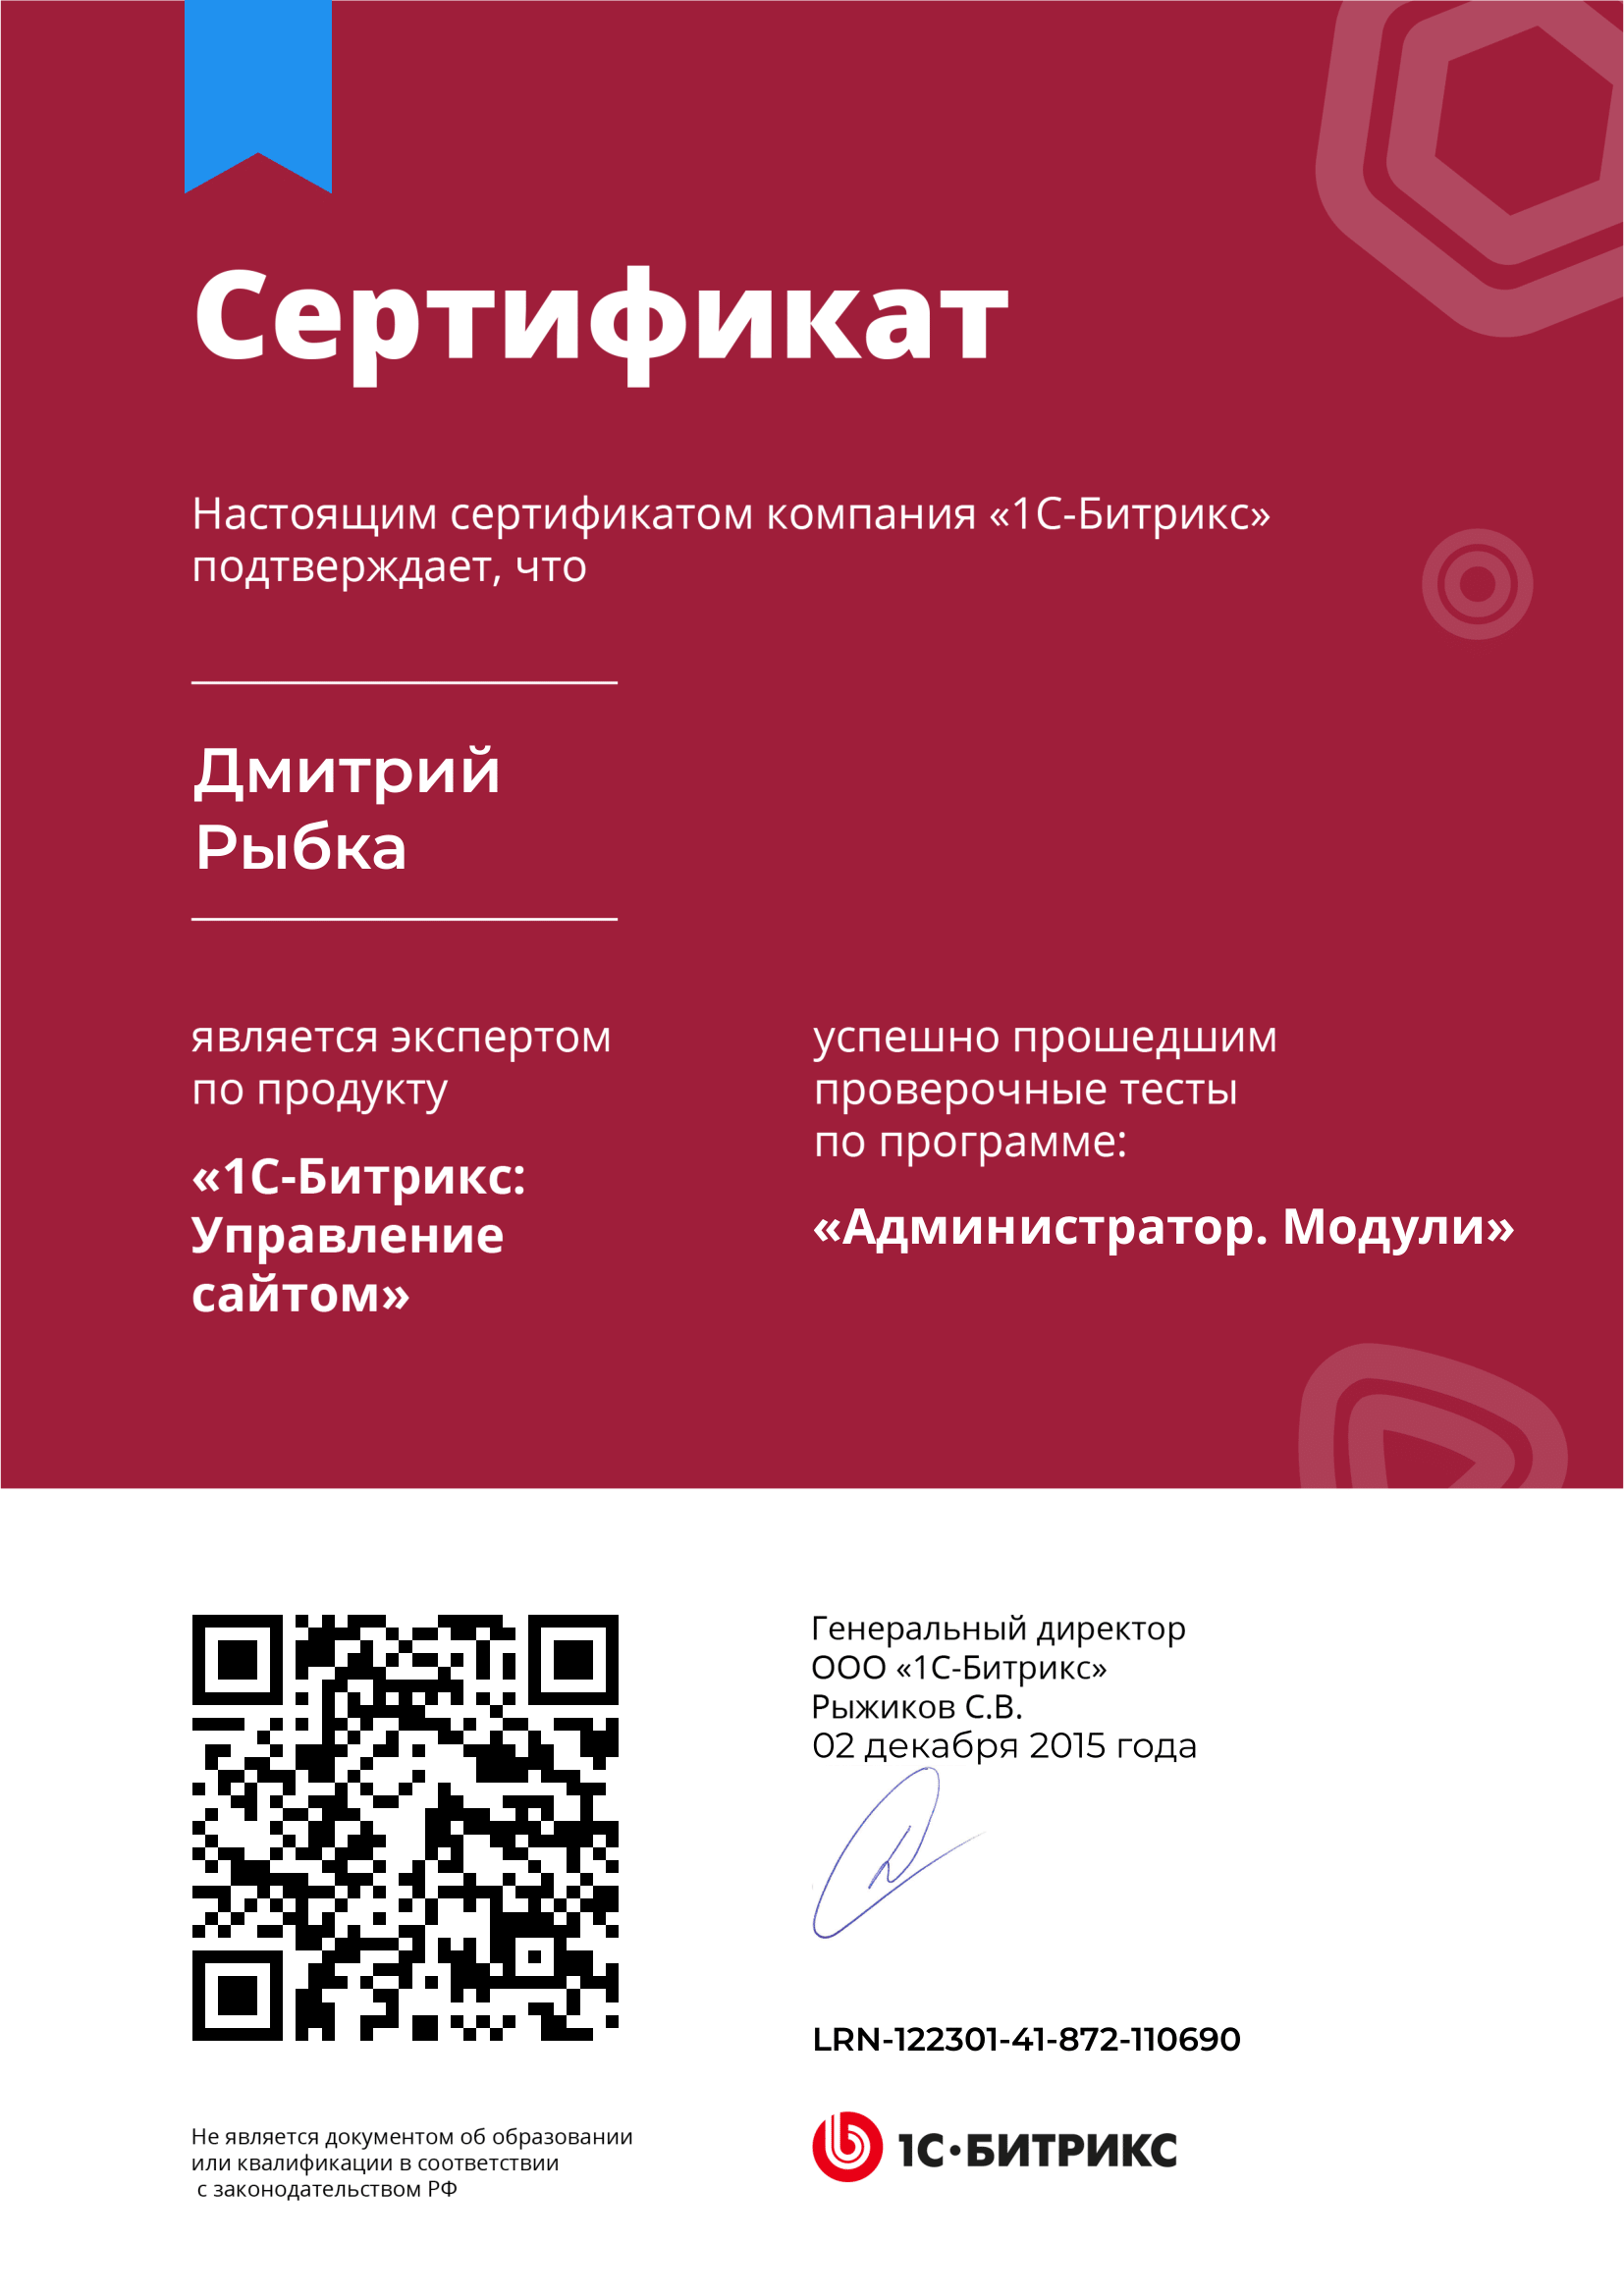 Сертификат
Настоящим сертификатом компания «1С-Битрикс»
подтверждает, что
Дмитрий
Рыбка
является экспертом
по продукту
«1С-Битрикс:
Управление
сайтом»
успешно прошедшим
проверочные тесты
по программе:
«Администратор. Модули»
Генеральный директор
ООО «1С-Битрикс»
Рыжиков С.В.
02 декабря 2015 года
LRN-122301-41-872-110690
Не является документом об образовании
или квалификации в соответствии
с законодательством РФ
1С·БИТРИКС